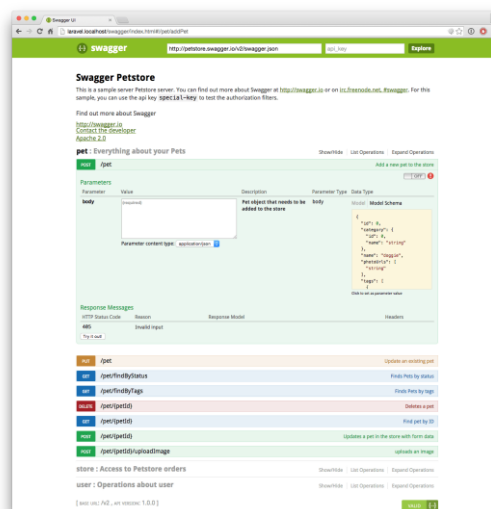 Swagger UI
laravel.localhost/swagger/index.html#!/pet/addPet
swagger
http://petstore.swagger.io/v2/swagger.json
api_key
Explore
Swagger Petstore
This is a sample server Petstore server. You can find out more about Swagger at http://swagger.io or on irc.freenode.net, #swagger. For this
sample, you can use the api key special-key to test the authorization filters.
Find out more about Swagger
http://swagger.io
Contact the developer
Apache 2.0
pet : Everything about your Pets
Show/Hide List Operations Expand Operations
POST /pet Add a new pet to the store
OFF
Parameters
Parameter Value Description Parameter Type Data Type
body (required) Pet object that needs to be body Model Model Schema
added to the store
{
"id": 0,
"category": {
"id": 0,
"name": "string"
},
"name": "doggie",
"photoUrls": [
"string"
],
"tags": [
{
Parameter content type: application/json
Click to set as parameter value
Response Messages
HTTP Status Code Reason Response Model Headers
405 Invalid input
Try it out!
PUT /pet Update an existing pet
GET /pet/findByStatus Finds Pets by status
GET /pet/findByTags Finds Pets by tags
DELETE /pet/{petId} Deletes a pet
GET /pet/{petId} Find pet by ID
POST /pet/{petId} Updates a pet in the store with form data
POST /pet/{petId}/uploadImage uploads an image
store : Access to Petstore orders Show/Hide List Operations Expand Operations
user : Operations about user Show/Hide List Operations Expand Operations
[ BASE URL: /v2 , API VERSION: 1.0.0 ]
VALID {-}